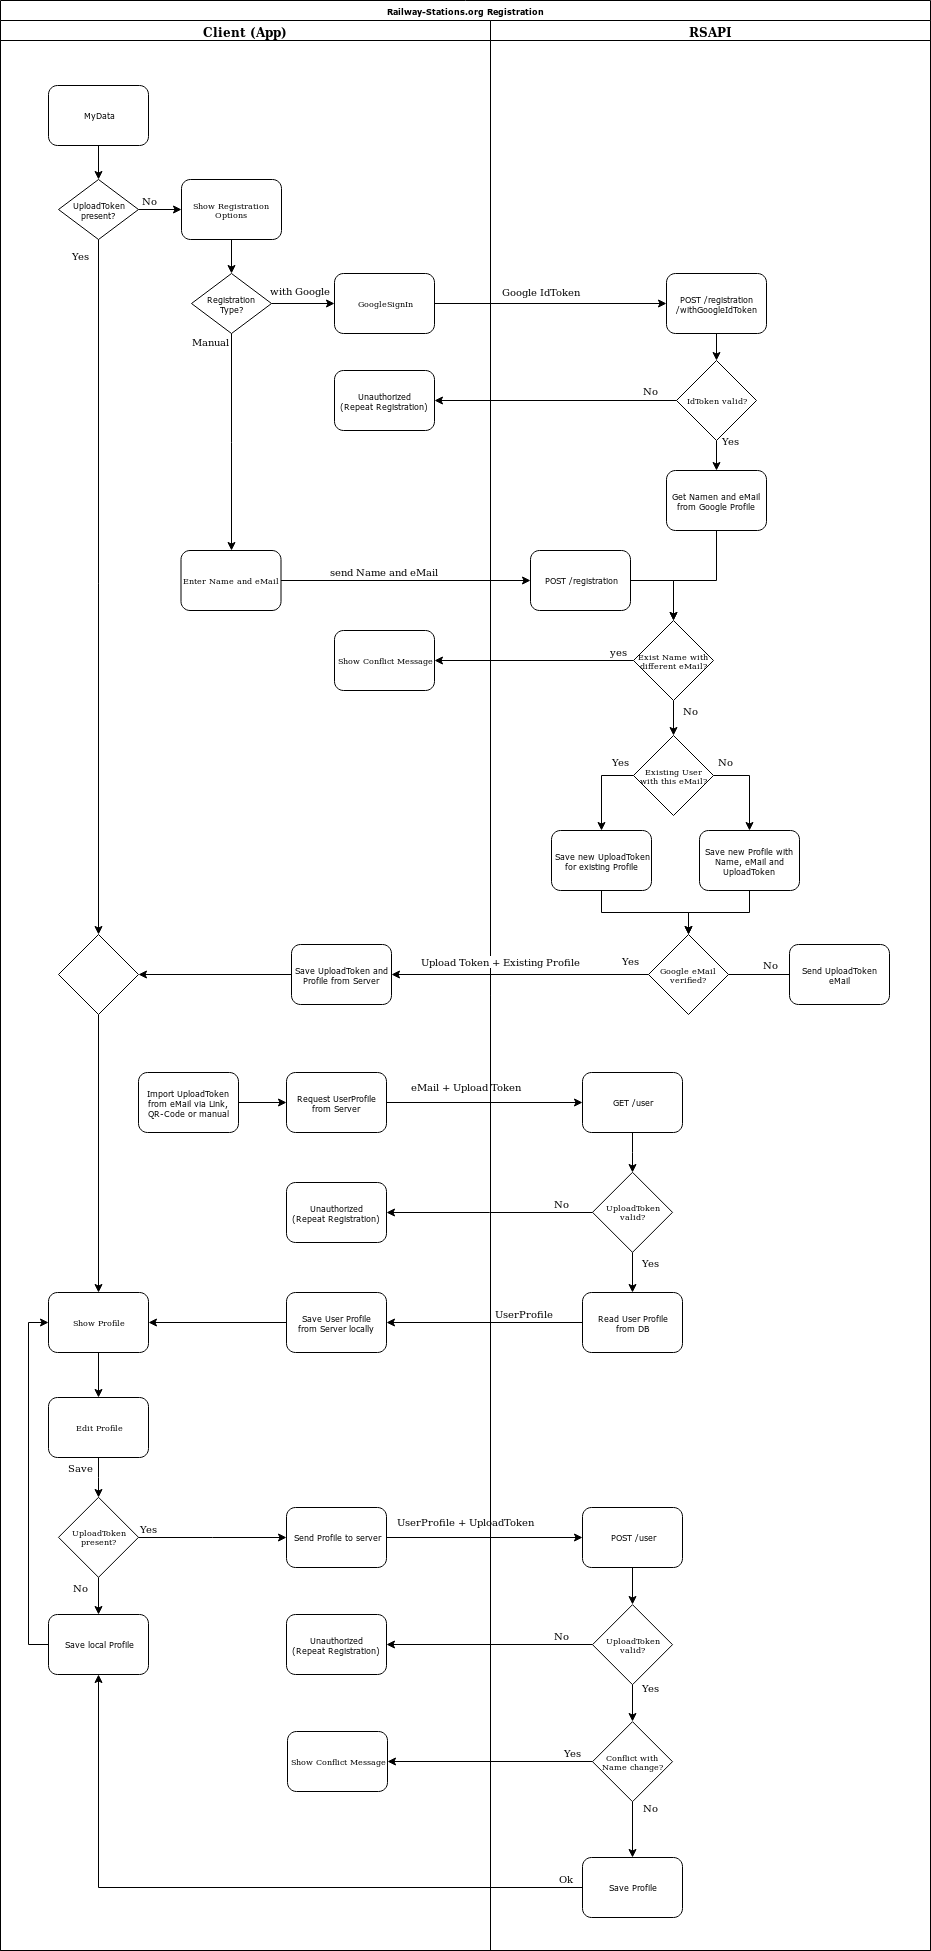 Railway-Stations.org Registration
Client (App)
RSAPI
MyData
UploadToken
present?
No
Show Registration
Options
Yes
Registration
Type?
with Google
GoogleSignIn
Google IdToken
POST /registration
/withGoogleIdToken
Manual
Unauthorized
(Repeat Registration)
No
IdToken valid?
Yes
Get Namen and eMail
from Google Profile
Enter Name and eMail
send Name and eMail
POST /registration
Show Conflict Message
yes
Exist Name with
different eMail?
No
Yes
Existing User
with this eMail?
No
Save new UploadToken
for existing Profile
Save new Profile with
Name, eMail and
UploadToken
Save UploadToken and
Profile from Server
Upload Token + Existing Profile
Yes
Google eMail
verified?
No
Send UploadToken
eMail
Import UploadToken
from eMail via Link,
QR-Code or manual
Request UserProfile
from Server
eMail + Upload Token
GET /user
Unauthorized
(Repeat Registration)
No
UploadToken
valid?
Yes
Show Profile
Save User Profile
from Server locally
UserProfile
Read User Profile
from DB
Edit Profile
Save
UploadToken
present?
Yes
Send Profile to server
UserProfile + UploadToken
POST /user
No
Save local Profile
Unauthorized
(Repeat Registration)
No
UploadToken
valid?
Yes
Show Conflict Message
Yes
Conflict with
Name change?
No
Ok
Save Profile